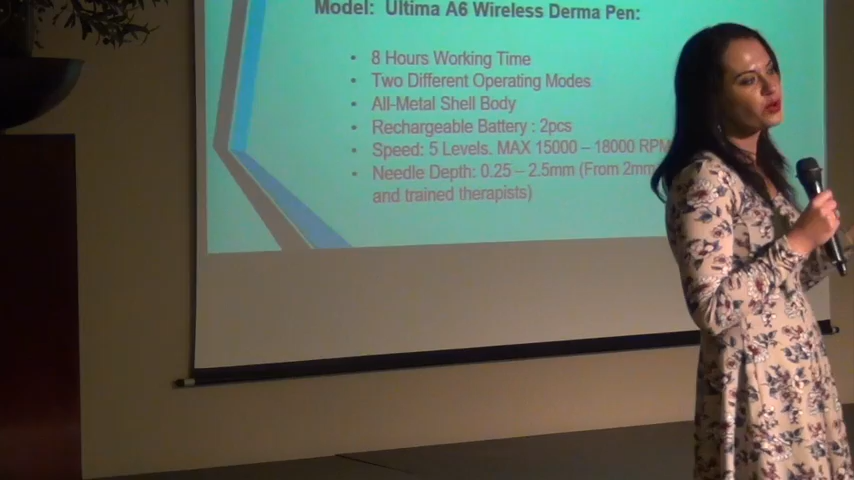 Model: Ultima A6 Wireless Derma Pen:
• 8 Hours Working Time
• Two Different Operating Modes
• All-Metal Shell Body
• Rechargeable Battery : 2pcs
• Speed: 5 Levels. MAX 15000 – 18000 RPM
• Needle Depth: 0.25 – 2.5mm (From 2mm
and trained therapists)